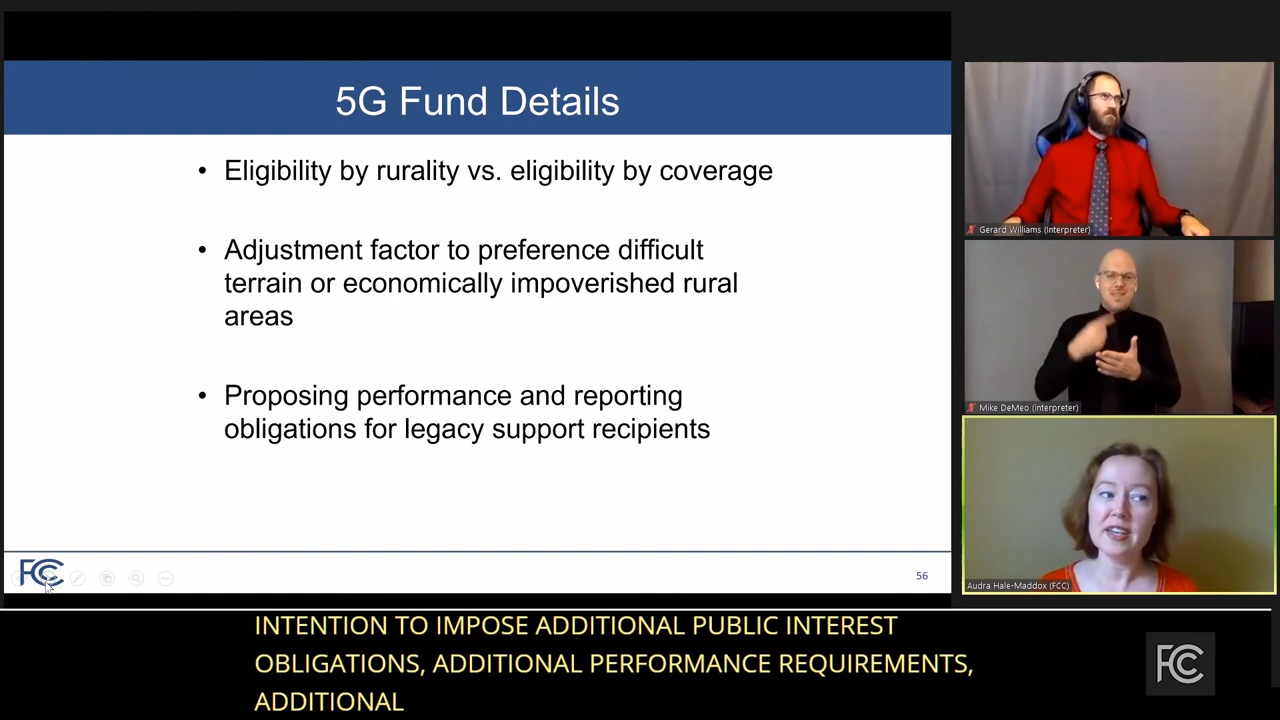 5G Fund Details
• Eligibility by rurality vs. eligibility by coverage
• Adjustment factor to preference difficult
terrain or economically impoverished rural
areas
• Proposing performance and reporting
obligations for legacy support recipients
FCC
56
Gerard Williams (Interpreter)
Mike DeMeo (interpreter)
Audra Hale-Maddox (FCC)
INTENTION TO IMPOSE ADDITIONAL PUBLIC INTEREST
OBLIGATIONS, ADDITIONAL PERFORMANCE REQUIREMENTS,
ADDITIONAL
FCC